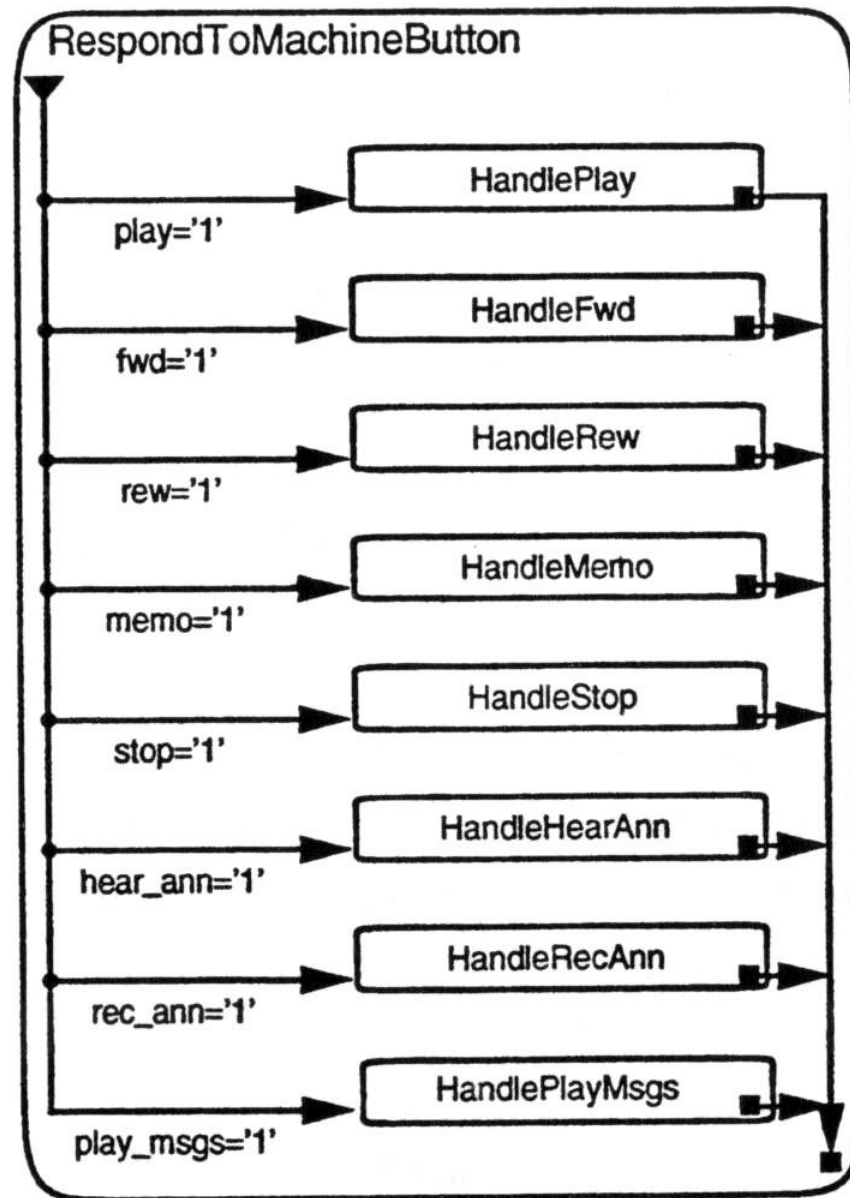 RespondToMachineButton
HandlePlay
play='1'
HandleFwd
fwd='1'
HandleRew
rew='1'
HandleMemo
memo='1'
HandleStop
stop='1'
HandleHearAnn
hear_ann='1'
HandleRecAnn
rec_ann='1'
HandlePlayMsgs
play_msgs='1'